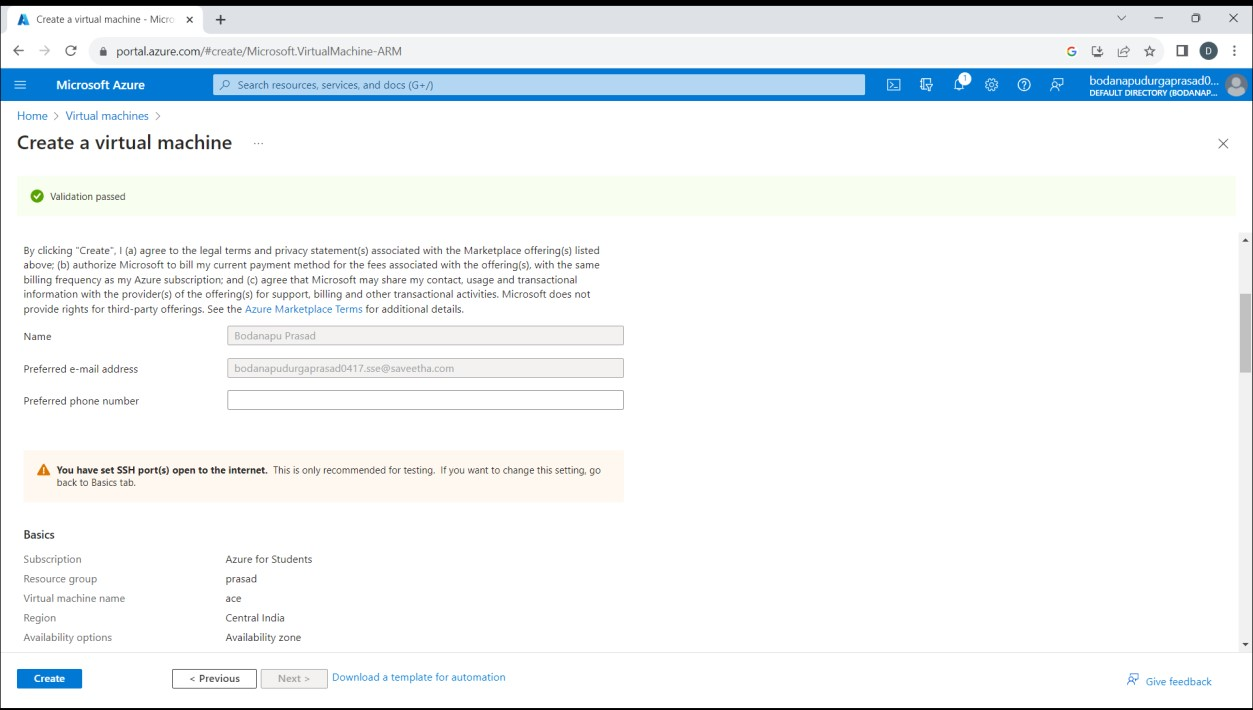 Create a virtual machine - Micro
portal.azure.com/#create/Microsoft.VirtualMachine-ARM
G
D
Microsoft Azure
Search resources, services, and docs (G+/)
1
bodanapudurgaprasad0...
DEFAULT DIRECTORY (BODANAP...
Home > Virtual machines >
Create a virtual machine ...
Validation passed
By clicking "Create", I (a) agree to the legal terms and privacy statement(s) associated with the Marketplace offering(s) listed
above; (b) authorize Microsoft to bill my current payment method for the fees associated with the offering(s), with the same
billing frequency as my Azure subscription; and (c) agree that Microsoft may share my contact, usage and transactional
information with the provider(s) of the offering(s) for support, billing and other transactional activities. Microsoft does not
provide rights for third-party offerings. See the Azure Marketplace Terms for additional details.
Name Bodanapu Prasad
Preferred e-mail address bodanapudurgaprasad0417.sse@saveetha.com
Preferred phone number
You have set SSH port(s) open to the internet. This is only recommended for testing. If you want to change this setting, go
back to Basics tab.
Basics
Subscription Azure for Students
Resource group prasad
Virtual machine name ace
Region Central India
Availability options Availability zone
Create < Previous Next > Download a template for automation
Give feedback